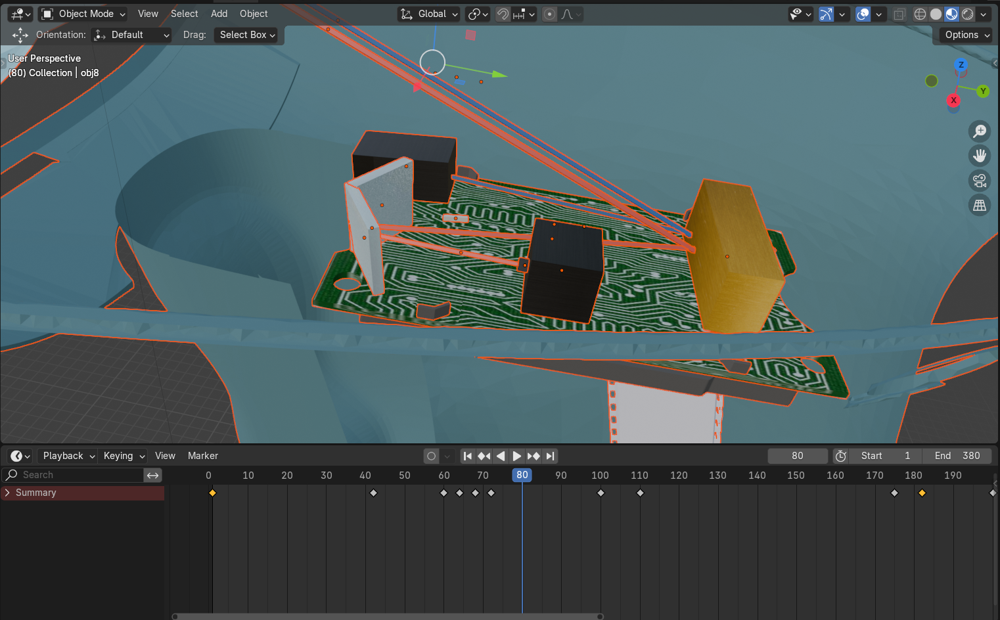 Object Mode View Select Add Object Global
Orientation: Default Drag: Select Box Options
User Perspective
(80) Collection | obj8
Z
Y
X
Playback Keying View Marker 80 Start 1 End 380
Search 0 10 20 30 40 50 60 70 80 90 100 110 120 130 140 150 160 170 180 190
Summary